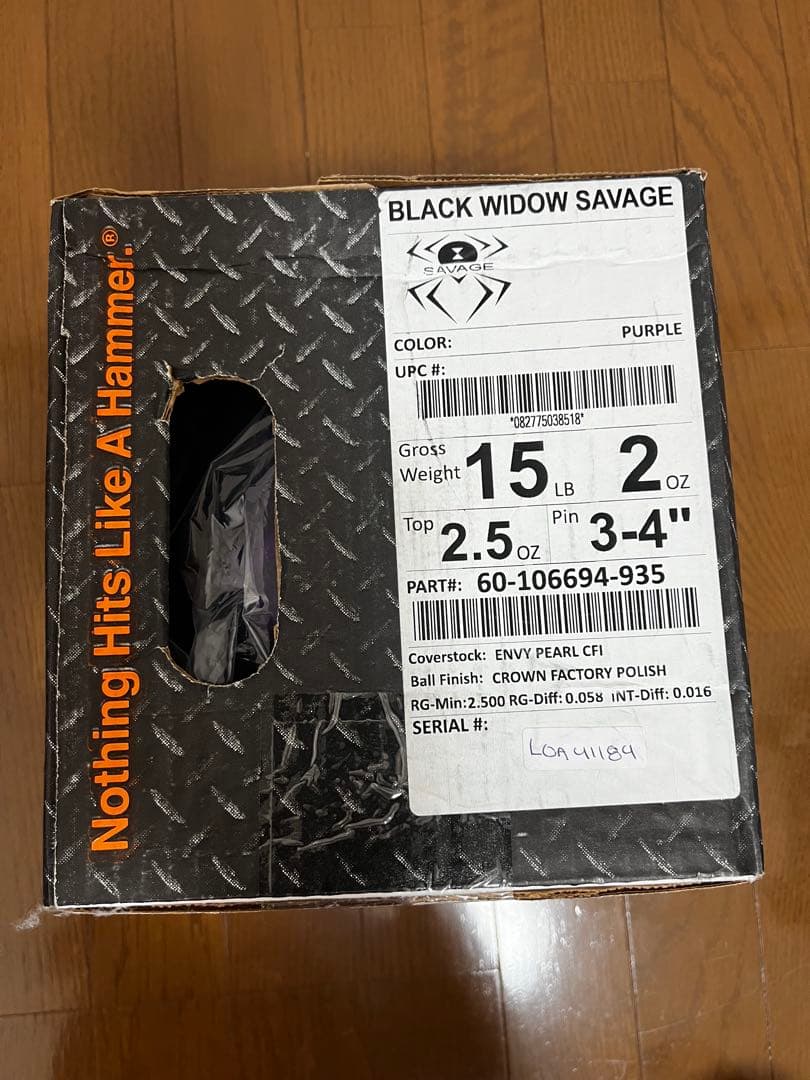 Nothing Hits Like A Hammer.®
BLACK WIDOW SAVAGE
SAVAGE
COLOR: PURPLE
UPC #:
*082775038518*
Gross Weight 15 LB 2 OZ
Top 2.5 OZ Pin 3-4"
PART#: 60-106694-935
Coverstock: ENVY PEARL CFI
Ball Finish: CROWN FACTORY POLISH
RG-Min:2.500 RG-Diff: 0.058 INT-Diff: 0.016
SERIAL #:
LOA41184